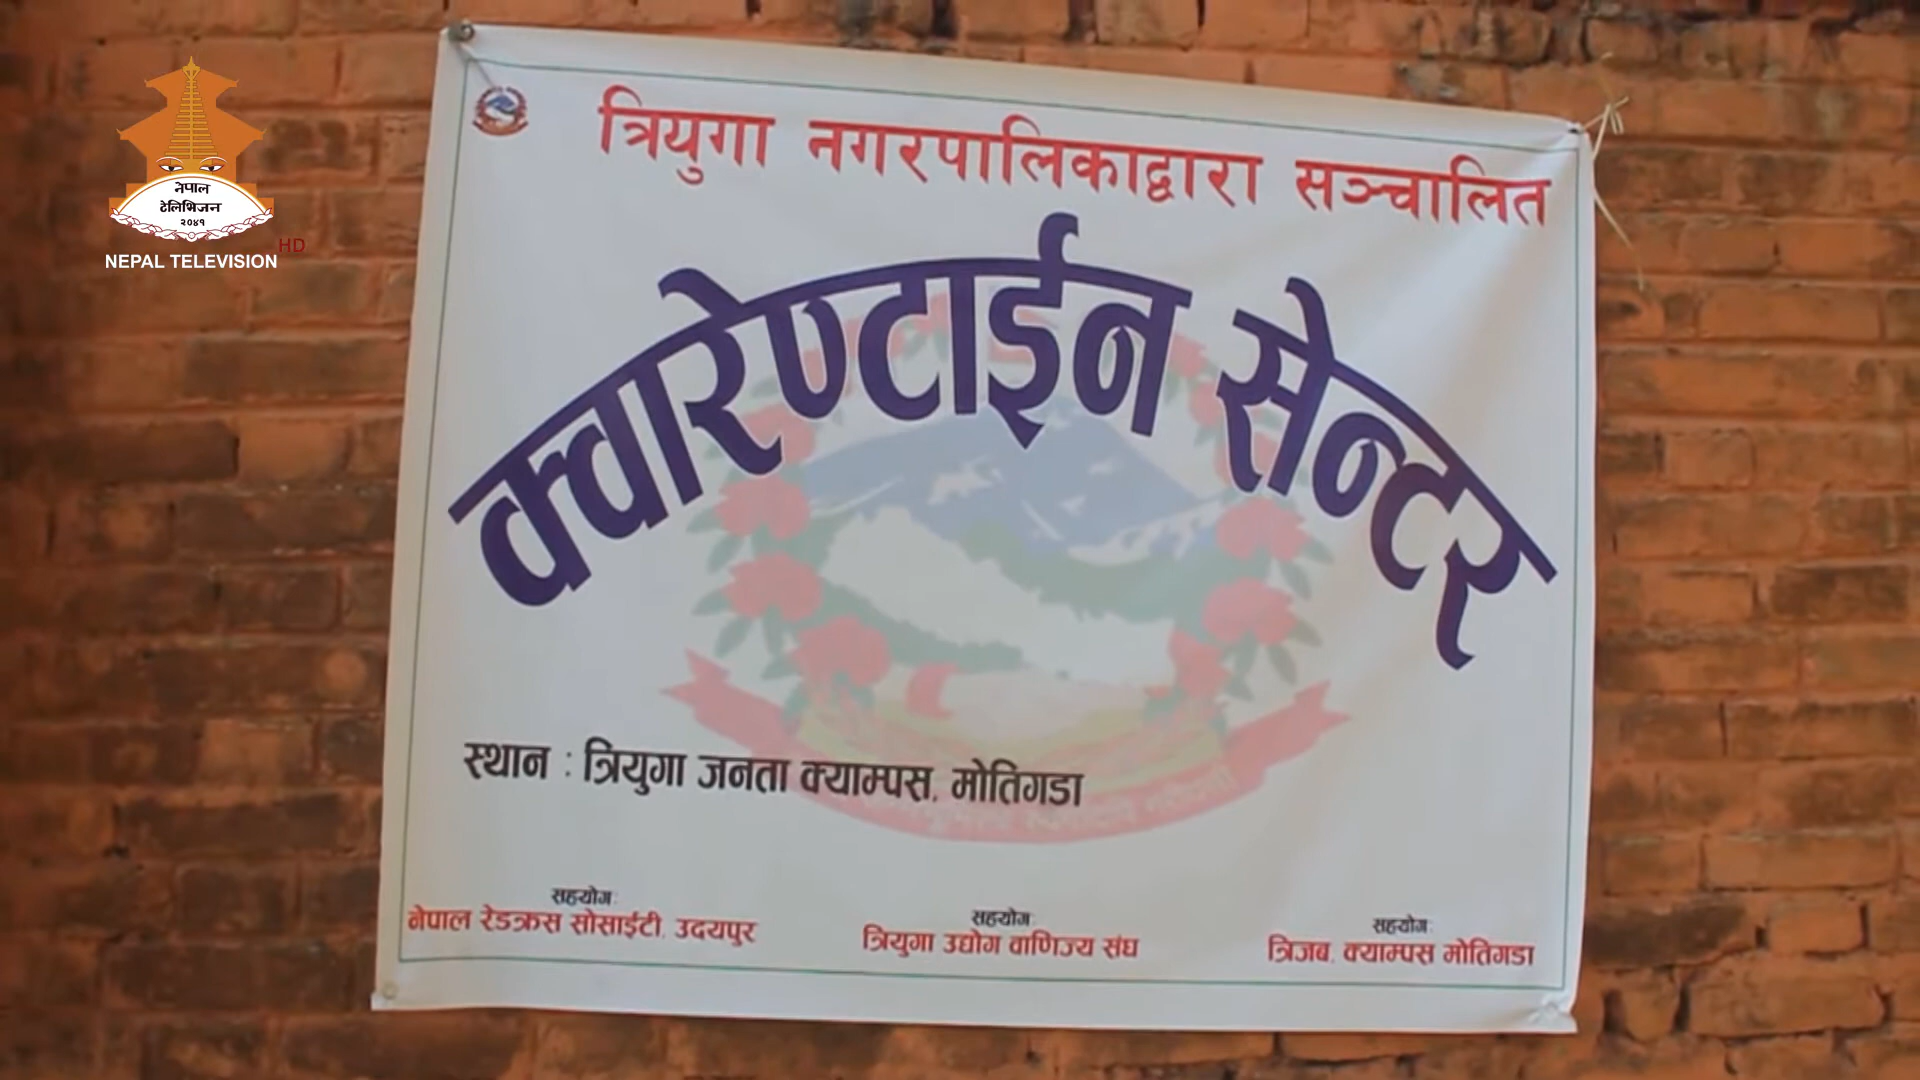 नेपाल
टेलिभिजन
२०४१
NEPAL TELEVISION HD
त्रियुगा नगरपालिकाद्वारा सञ्चालित
क्वारेण्टाईन सेन्टर
स्थान : त्रियुगा जनता क्याम्पस, मोतिगडा
सहयोग:
नेपाल रेडक्रस सोसाईटी, उदयपुर
सहयोग:
त्रियुगा उद्योग वाणिज्य संघ
सहयोग:
त्रिजब. क्याम्पस मोतिगडा